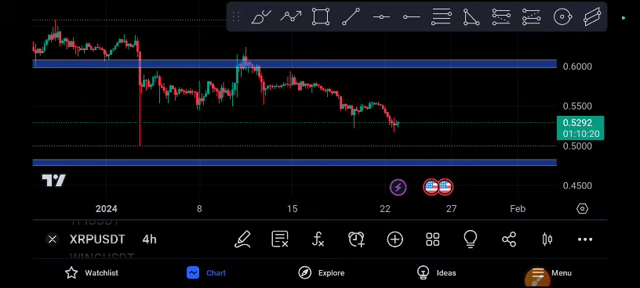 0.6000
0.5500
0.5292
01:10:20
0.5000
0.4500
2024 8 15 22 27 Feb
XRPUSDT 4h
Watchlist Chart Explore Ideas Menu